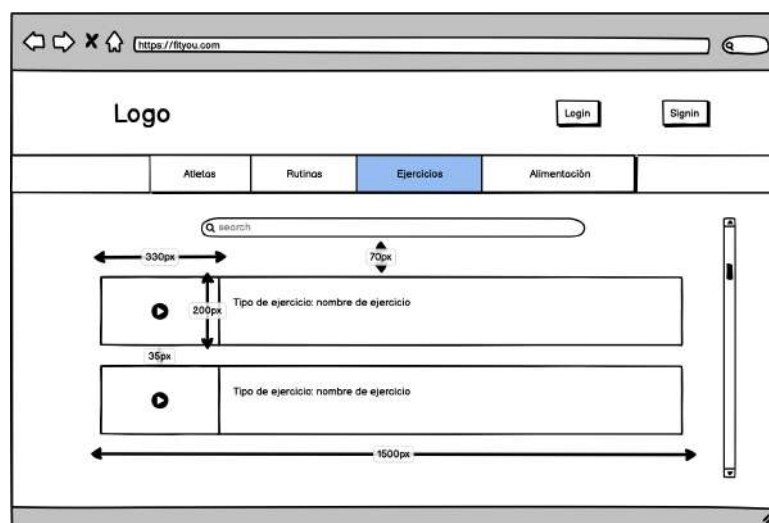 https://fityou.com
Logo
Login
Signin
Atletas
Rutinas
Ejercicios
Alimentación
search
330px
70px
200px
Tipo de ejercicio: nombre de ejercicio
35px
Tipo de ejercicio: nombre de ejercicio
1500px